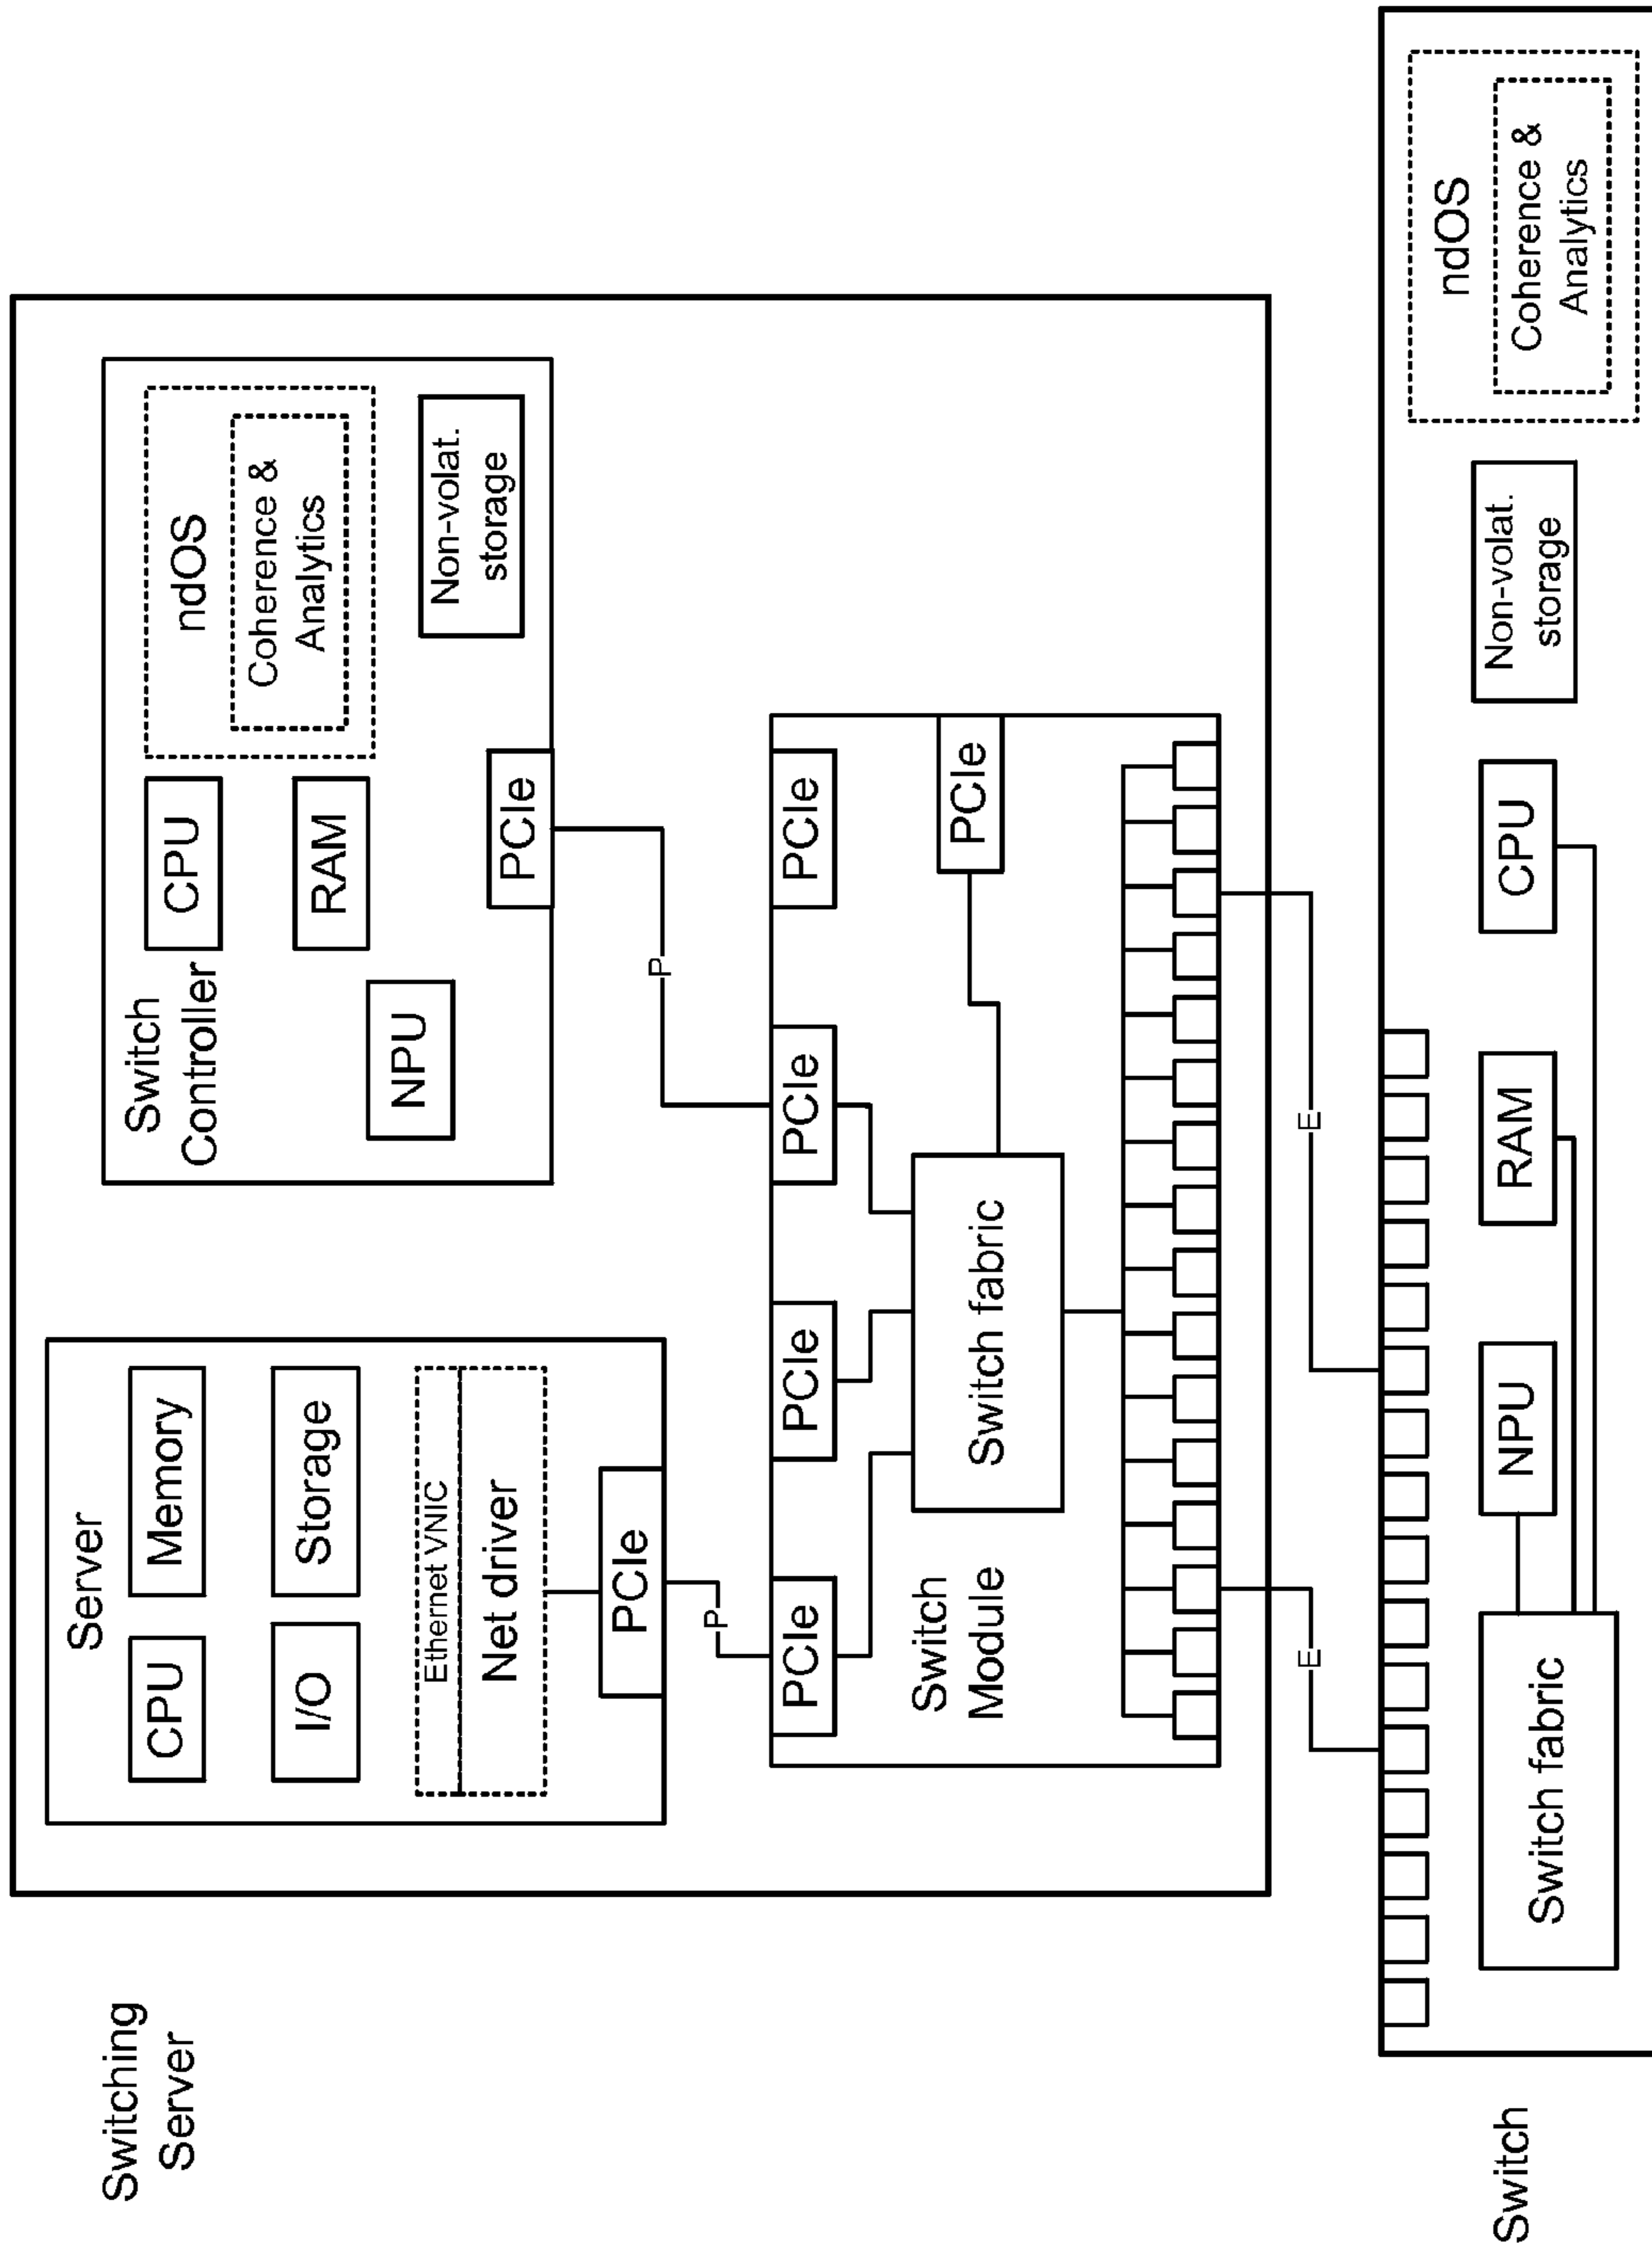 Switching
Server
Server
CPU
Memory
I/O
Storage
Ethernet VNIC
Net driver
PCIe
P
Switch
Controller
CPU
RAM
NPU
ndOS
Coherence &
Analytics
Non-volat.
storage
PCIe
P
PCIe
PCIe
PCIe
PCIe
PCIe
Switch
Module
Switch fabric
E
E
Switch
Switch fabric
NPU
RAM
CPU
Non-volat.
storage
ndOS
Coherence &
Analytics